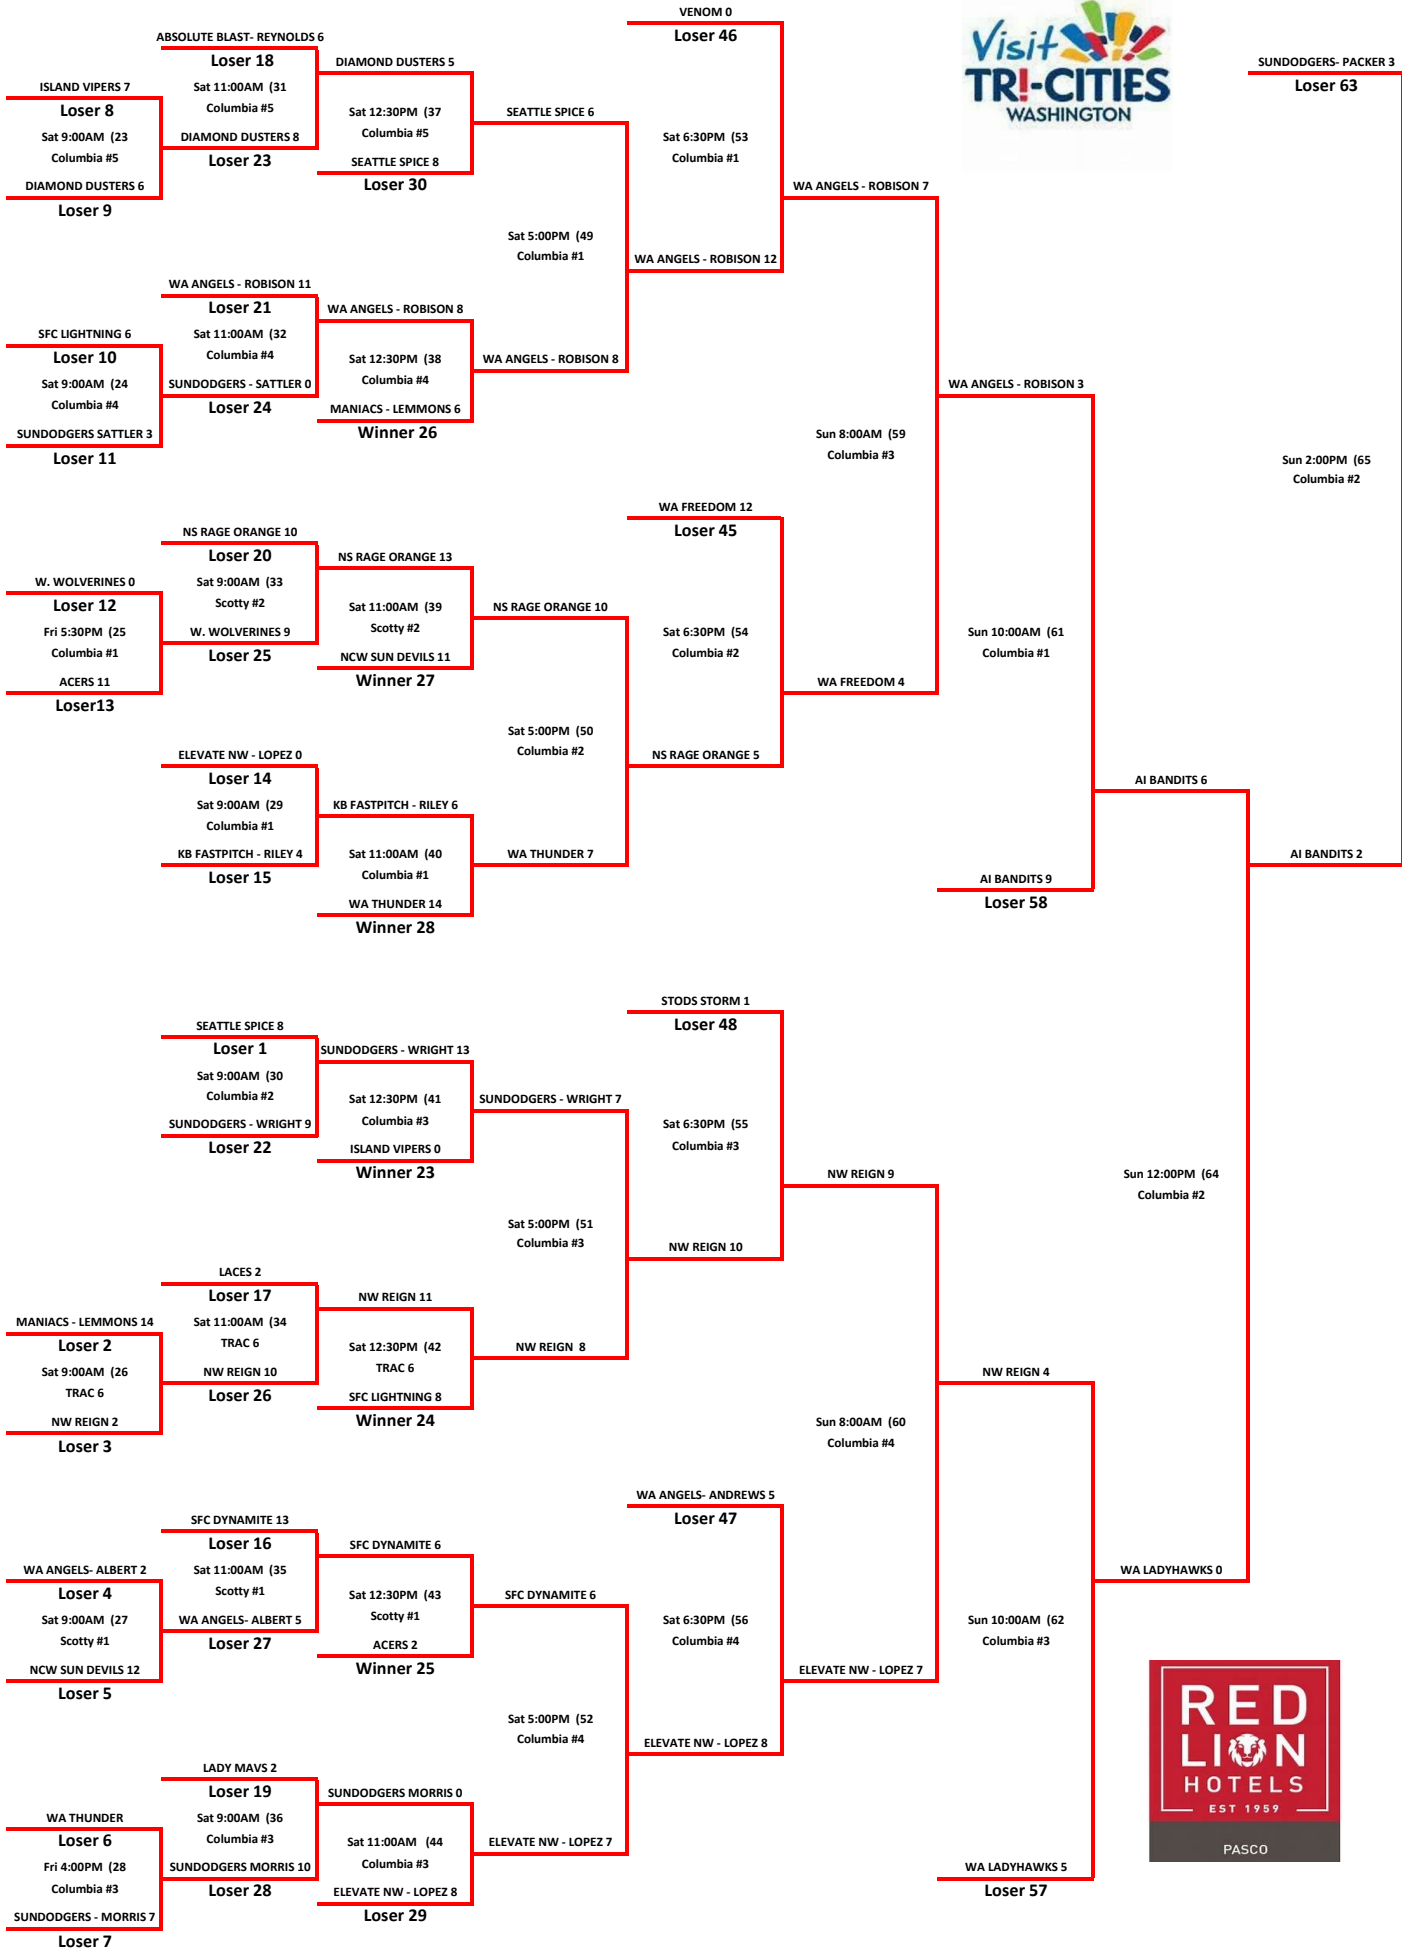 VENOM 0
Loser 46
Visit
TR!-CITIES
WASHINGTON
ABSOLUTE BLAST- REYNOLDS 6
Loser 18
DIAMOND DUSTERS 5
SUNDODGERS- PACKER 3
Loser 63
ISLAND VIPERS 7
Loser 8
Sat 11:00AM (31
Columbia #5
Sat 12:30PM (37
Columbia #5
SEATTLE SPICE 6
Sat 9:00AM (23
Columbia #5
DIAMOND DUSTERS 8
Loser 23
Sat 6:30PM (53
Columbia #1
SEATTLE SPICE 8
Loser 30
DIAMOND DUSTERS 6
Loser 9
WA ANGELS - ROBISON 7
Sat 5:00PM (49
Columbia #1
WA ANGELS - ROBISON 12
WA ANGELS - ROBISON 11
Loser 21
WA ANGELS - ROBISON 8
SFC LIGHTNING 6
Loser 10
Sat 11:00AM (32
Columbia #4
Sat 12:30PM (38
Columbia #4
WA ANGELS - ROBISON 8
Sat 9:00AM (24
Columbia #4
SUNDODGERS - SATTLER 0
Loser 24
WA ANGELS - ROBISON 3
MANIACS - LEMMONS 6
Winner 26
SUNDODGERS SATTLER 3
Loser 11
Sun 8:00AM (59
Columbia #3
Sun 2:00PM (65
Columbia #2
WA FREEDOM 12
Loser 45
NS RAGE ORANGE 10
Loser 20
NS RAGE ORANGE 13
W. WOLVERINES 0
Loser 12
Sat 9:00AM (33
Scotty #2
Sat 11:00AM (39
Scotty #2
NS RAGE ORANGE 10
Fri 5:30PM (25
Columbia #1
W. WOLVERINES 9
Loser 25
Sat 6:30PM (54
Columbia #2
Sun 10:00AM (61
Columbia #1
NCW SUN DEVILS 11
Winner 27
ACERS 11
Loser13
WA FREEDOM 4
Sat 5:00PM (50
Columbia #2
ELEVATE NW - LOPEZ 0
Loser 14
NS RAGE ORANGE 5
AI BANDITS 6
Sat 9:00AM (29
Columbia #1
KB FASTPITCH - RILEY 6
KB FASTPITCH - RILEY 4
Loser 15
Sat 11:00AM (40
Columbia #1
WA THUNDER 7
AI BANDITS 2
AI BANDITS 9
Loser 58
WA THUNDER 14
Winner 28
STODS STORM 1
Loser 48
SEATTLE SPICE 8
Loser 1
SUNDODGERS - WRIGHT 13
Sat 9:00AM (30
Columbia #2
Sat 12:30PM (41
Columbia #3
SUNDODGERS - WRIGHT 7
SUNDODGERS - WRIGHT 9
Loser 22
Sat 6:30PM (55
Columbia #3
ISLAND VIPERS 0
Winner 23
NW REIGN 9
Sun 12:00PM (64
Columbia #2
Sat 5:00PM (51
Columbia #3
NW REIGN 10
LACES 2
Loser 17
NW REIGN 11
MANIACS - LEMMONS 14
Loser 2
Sat 11:00AM (34
TRAC 6
Sat 12:30PM (42
TRAC 6
NW REIGN 8
Sat 9:00AM (26
TRAC 6
NW REIGN 10
Loser 26
NW REIGN 4
SFC LIGHTNING 8
Winner 24
NW REIGN 2
Loser 3
Sun 8:00AM (60
Columbia #4
WA ANGELS- ANDREWS 5
Loser 47
SFC DYNAMITE 13
Loser 16
SFC DYNAMITE 6
WA ANGELS- ALBERT 2
Loser 4
Sat 11:00AM (35
Scotty #1
Sat 12:30PM (43
Scotty #1
SFC DYNAMITE 6
WA LADYHAWKS 0
Sat 9:00AM (27
Scotty #1
WA ANGELS- ALBERT 5
Loser 27
Sat 6:30PM (56
Columbia #4
Sun 10:00AM (62
Columbia #3
ACERS 2
Winner 25
NCW SUN DEVILS 12
Loser 5
ELEVATE NW - LOPEZ 7
Sat 5:00PM (52
Columbia #4
ELEVATE NW - LOPEZ 8
RED
LION
HOTELS
EST 1959
PASCO
LADY MAVS 2
Loser 19
SUNDODGERS MORRIS 0
WA THUNDER
Loser 6
Sat 9:00AM (36
Columbia #3
Sat 11:00AM (44
Columbia #3
ELEVATE NW - LOPEZ 7
Fri 4:00PM (28
Columbia #3
SUNDODGERS MORRIS 10
Loser 28
WA LADYHAWKS 5
Loser 57
ELEVATE NW - LOPEZ 8
Loser 29
SUNDODGERS - MORRIS 7
Loser 7